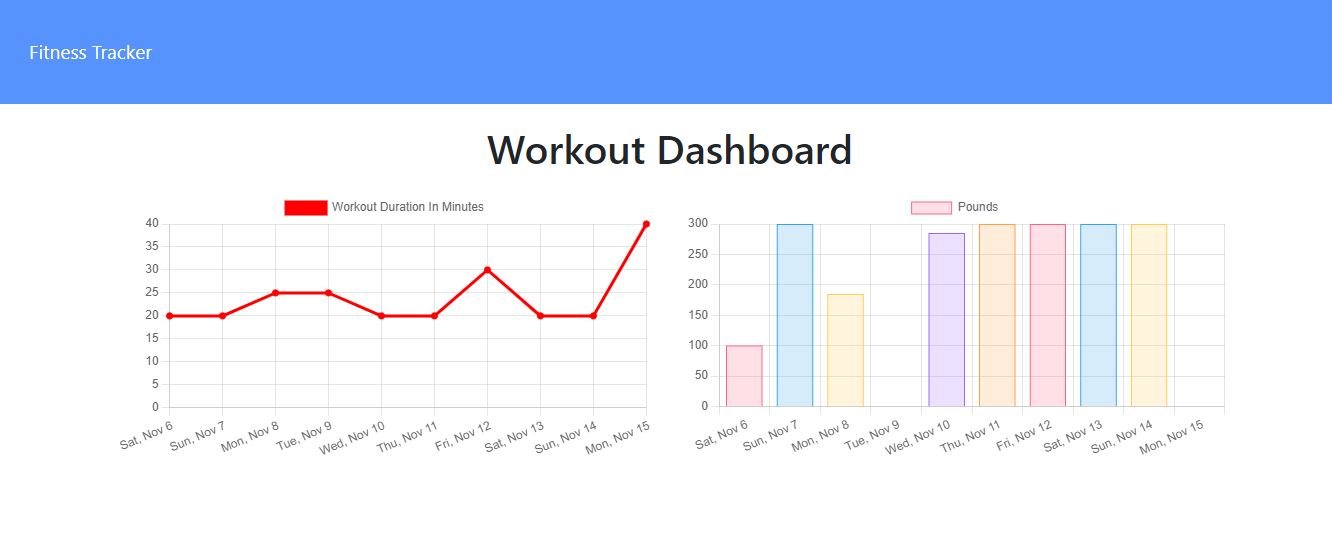 Fitness Tracker
Workout Dashboard
Workout Duration In Minutes
40
35
30
25
20
15
10
5
0
Sat, Nov 6
Sun, Nov 7
Mon, Nov 8
Tue, Nov 9
Wed, Nov 10
Thu, Nov 11
Fri, Nov 12
Sat, Nov 13
Sun, Nov 14
Mon, Nov 15
Pounds
300
250
200
150
100
50
0
Sat, Nov 6
Sun, Nov 7
Mon, Nov 8
Tue, Nov 9
Wed, Nov 10
Thu, Nov 11
Fri, Nov 12
Sat, Nov 13
Sun, Nov 14
Mon, Nov 15